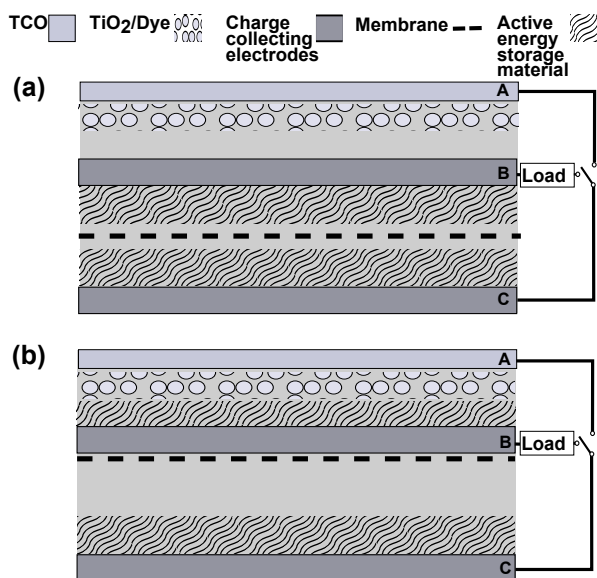 TCO TiO2/Dye Charge collecting electrodes Membrane Active energy storage material
(a)
A
B Load
C
(b)
A
B Load
C